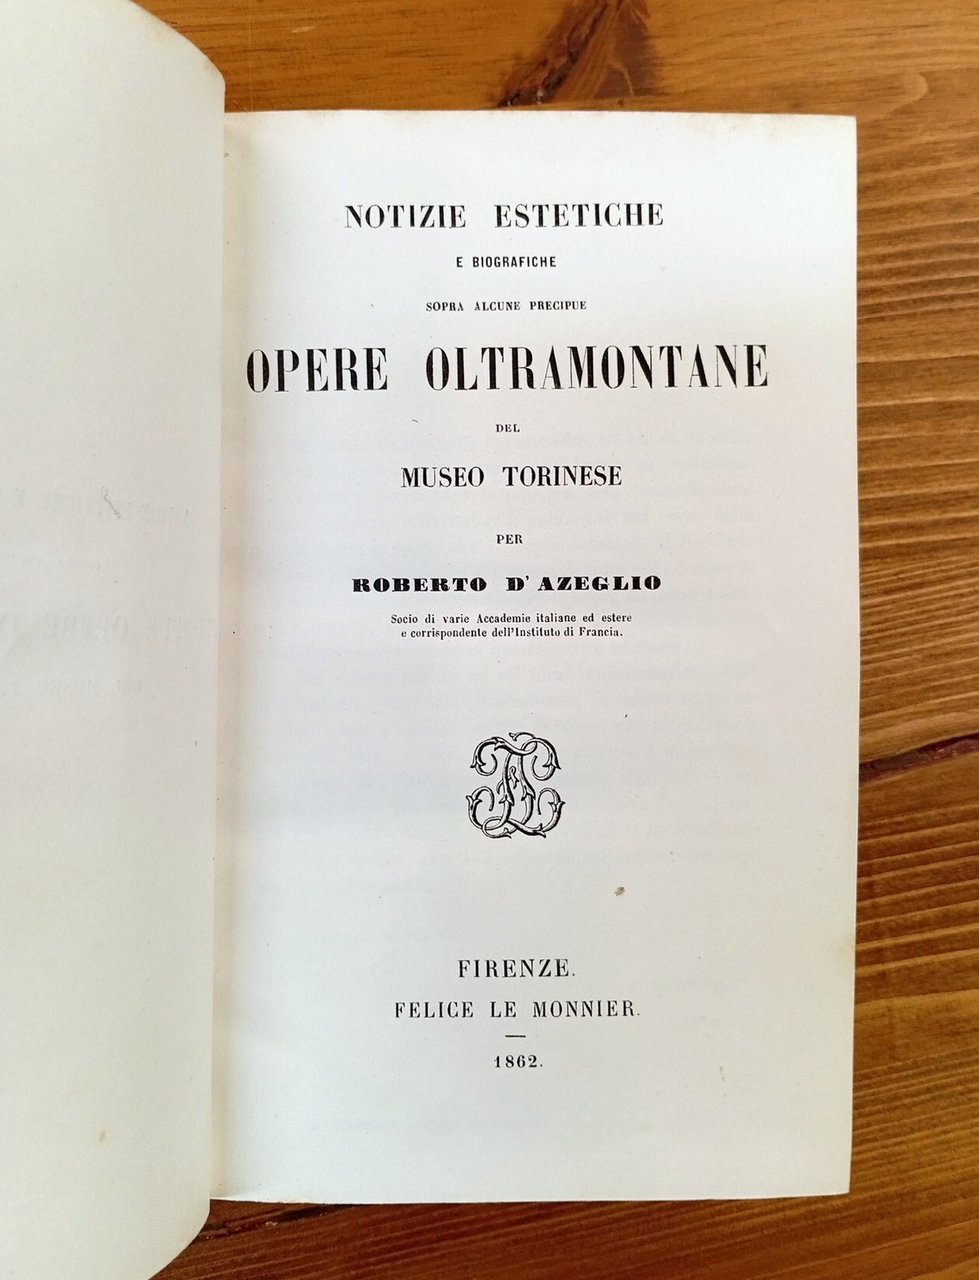 NOTIZIE ESTETICHE
E BIOGRAFICHE
SOPRA ALCUNE PRECIPUE
OPERE OLTRAMONTANE
DEL
MUSEO TORINESE
PER
ROBERTO D'AZEGLIO
Socio di varie Accademie italiane ed estere
e corrispondente dell'Instituto di Francia.
FIRENZE.
FELICE LE MONNIER.
1862.